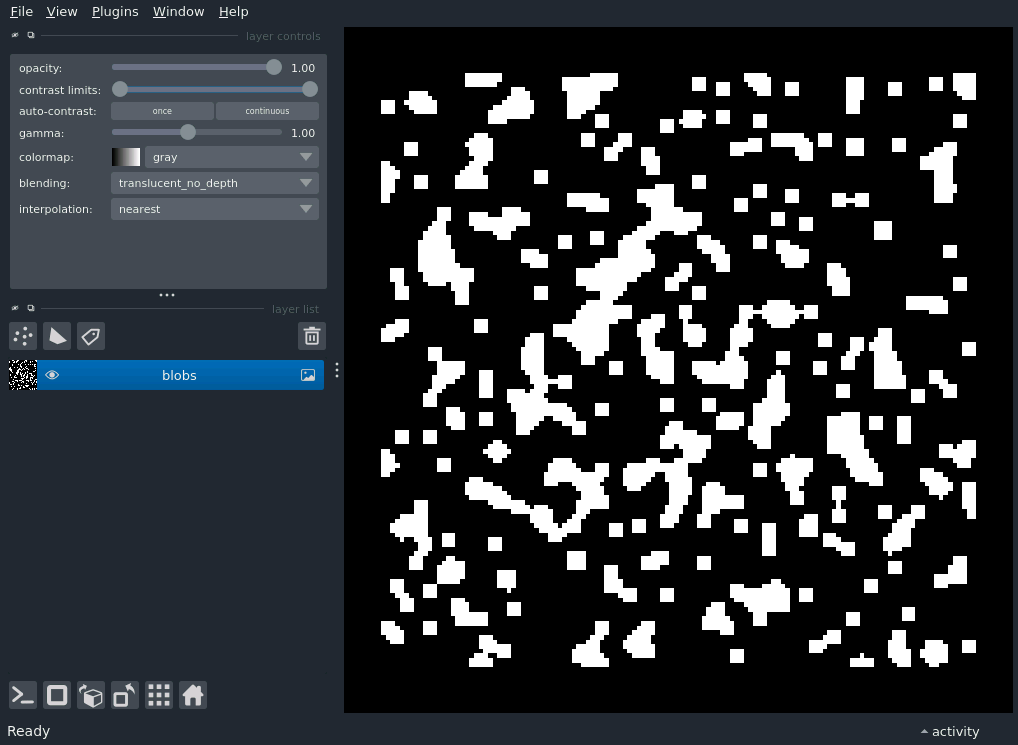 File View Plugins Window Help
layer controls
opacity: 1.00
contrast limits:
auto-contrast: once continuous
gamma: 1.00
colormap: gray
blending: translucent_no_depth
interpolation: nearest
layer list
blobs
Ready activity